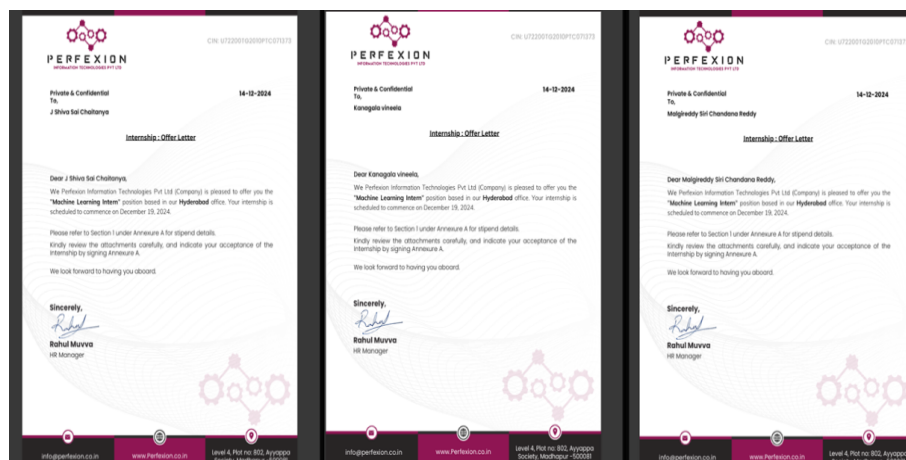 PERFEXION
INFORMATION TECHNOLOGIES PVT LTD
Private & Confidential
14-12-2024
To,
J Shiva Sai Chaitanya
Internship : Offer Letter
Dear J Shiva Sai Chaitanya,
We Perfexion Information Technologies Pvt Ltd (Company) is pleased to offer you the
"Machine Learning Intern" position based in our Hyderabad office. Your internship is
scheduled to commence on December 19, 2024.
Please refer to Section 1 under Annexure A for stipend details.
Kindly review the attachments carefully, and indicate your acceptance of the
Internship by signing Annexure A.
We look forward to having you aboard.
Sincerely,
Rahul
Rahul Muvva
HR Manager
info@perfexion.co.in
www.Perfexion.co.in
Level 4, Plot no: 802, Ayyappa
PERFEXION
INFORMATION TECHNOLOGIES PVT LTD
Private & Confidential
14-12-2024
To,
Kanagala vineela
Internship : Offer Letter
Dear Kanagala vineela,
We Perfexion Information Technologies Pvt Ltd (Company) is pleased to offer you the
"Machine Learning Intern" position based in our Hyderabad office. Your internship is
scheduled to commence on December 19, 2024.
Please refer to Section 1 under Annexure A for stipend details.
Kindly review the attachments carefully, and indicate your acceptance of the
Internship by signing Annexure A.
We look forward to having you aboard.
Sincerely,
Rahul
Rahul Muvva
HR Manager
info@perfexion.co.in
www.Perfexion.co.in
Level 4, Plot no: 802, Ayyappa
Society, Madhapur -500081
PERFEXION
INFORMATION TECHNOLOGIES PVT LTD
Private & Confidential
14-12-2024
To,
Malgireddy Siri Chandana Reddy
Internship : Offer Letter
Dear Malgireddy Siri Chandana Reddy,
We Perfexion Information Technologies Pvt Ltd (Company) is pleased to offer you the
"Machine Learning Intern" position based in our Hyderabad office. Your internship is
scheduled to commence on December 19, 2024.
Please refer to Section 1 under Annexure A for stipend details.
Kindly review the attachments carefully, and indicate your acceptance of the
Internship by signing Annexure A.
We look forward to having you aboard.
Sincerely,
Rahul
Rahul Muvva
HR Manager
info@perfexion.co.in
www.Perfexion.co.in
Level 4, Plot no: 802, Ayyappa